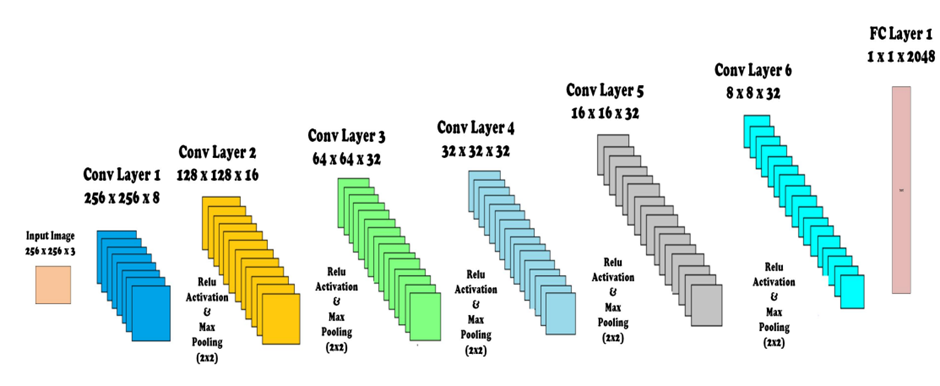 Input Image
256 x 256 x 3
Conv Layer 1
256 x 256 x 8
Conv Layer 2
128 x 128 x 16
Relu
Activation
&
Max
Pooling
(2x2)
Conv Layer 3
64 x 64 x 32
Relu
Activation
&
Max
Pooling
(2x2)
Conv Layer 4
32 x 32 x 32
Relu
Activation
&
Max
Pooling
(2x2)
Conv Layer 5
16 x 16 x 32
Relu
Activation
&
Max
Pooling
(2x2)
Conv Layer 6
8 x 8 x 32
Relu
Activation
&
Max
Pooling
(2x2)
FC Layer 1
1 x 1 x 2048